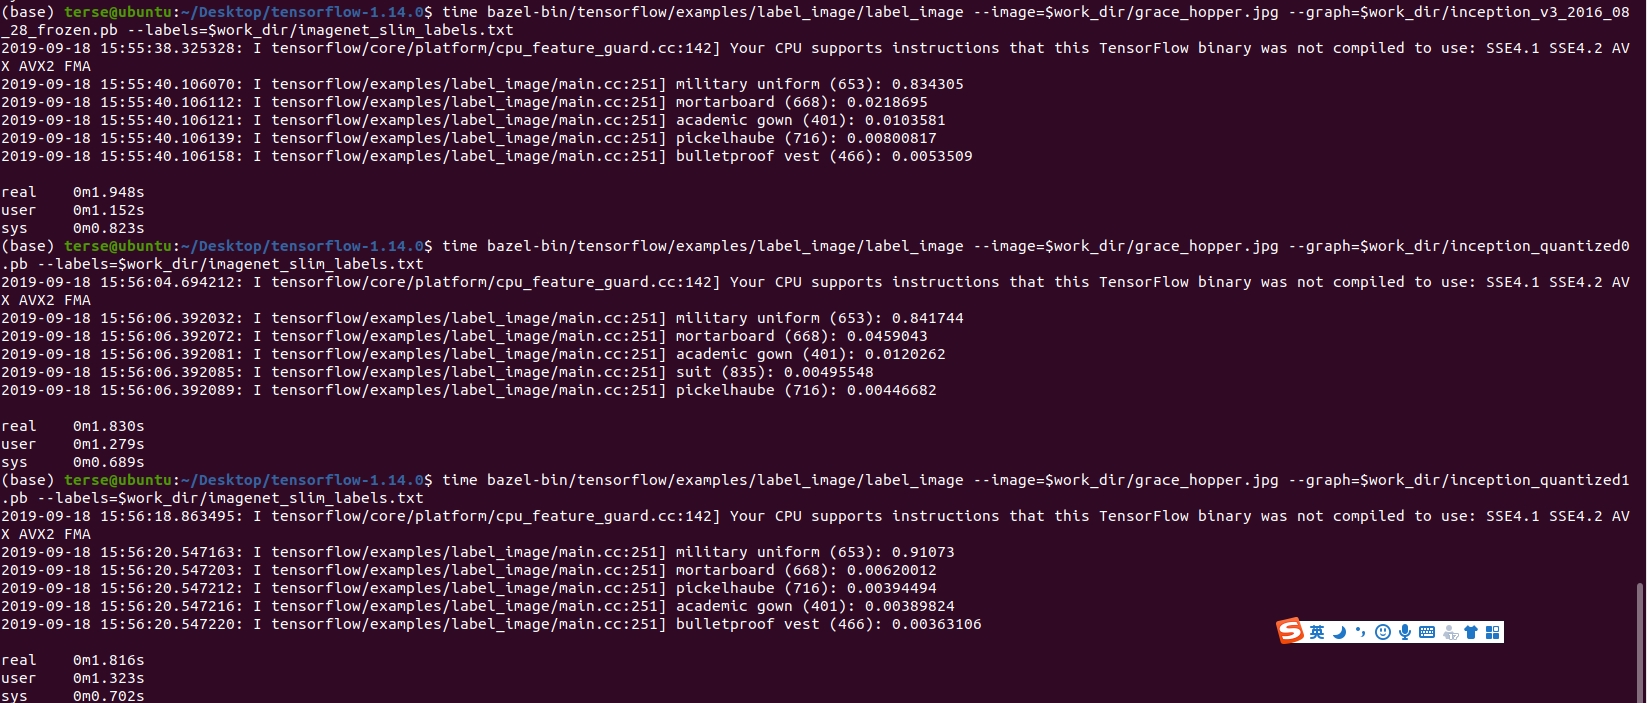 (base) terse@ubuntu:~/Desktop/tensorflow-1.14.0$ time bazel-bin/tensorflow/examples/label_image/label_image --image=$work_dir/grace_hopper.jpg --graph=$work_dir/inception_v3_2016_08
_28_frozen.pb --labels=$work_dir/imagenet_slim_labels.txt
2019-09-18 15:55:38.325328: I tensorflow/core/platform/cpu_feature_guard.cc:142] Your CPU supports instructions that this TensorFlow binary was not compiled to use: SSE4.1 SSE4.2 AV
X AVX2 FMA
2019-09-18 15:55:40.106070: I tensorflow/examples/label_image/main.cc:251] military uniform (653): 0.834305
2019-09-18 15:55:40.106112: I tensorflow/examples/label_image/main.cc:251] mortarboard (668): 0.0218695
2019-09-18 15:55:40.106121: I tensorflow/examples/label_image/main.cc:251] academic gown (401): 0.0103581
2019-09-18 15:55:40.106139: I tensorflow/examples/label_image/main.cc:251] pickelhaube (716): 0.00800817
2019-09-18 15:55:40.106158: I tensorflow/examples/label_image/main.cc:251] bulletproof vest (466): 0.0053509
real 0m1.948s
user 0m1.152s
sys 0m0.823s
(base) terse@ubuntu:~/Desktop/tensorflow-1.14.0$ time bazel-bin/tensorflow/examples/label_image/label_image --image=$work_dir/grace_hopper.jpg --graph=$work_dir/inception_quantized0
.pb --labels=$work_dir/imagenet_slim_labels.txt
2019-09-18 15:56:04.694212: I tensorflow/core/platform/cpu_feature_guard.cc:142] Your CPU supports instructions that this TensorFlow binary was not compiled to use: SSE4.1 SSE4.2 AV
X AVX2 FMA
2019-09-18 15:56:06.392032: I tensorflow/examples/label_image/main.cc:251] military uniform (653): 0.841744
2019-09-18 15:56:06.392072: I tensorflow/examples/label_image/main.cc:251] mortarboard (668): 0.0459043
2019-09-18 15:56:06.392081: I tensorflow/examples/label_image/main.cc:251] academic gown (401): 0.0120262
2019-09-18 15:56:06.392085: I tensorflow/examples/label_image/main.cc:251] suit (835): 0.00495548
2019-09-18 15:56:06.392089: I tensorflow/examples/label_image/main.cc:251] pickelhaube (716): 0.00446682
real 0m1.830s
user 0m1.279s
sys 0m0.689s
(base) terse@ubuntu:~/Desktop/tensorflow-1.14.0$ time bazel-bin/tensorflow/examples/label_image/label_image --image=$work_dir/grace_hopper.jpg --graph=$work_dir/inception_quantized1
.pb --labels=$work_dir/imagenet_slim_labels.txt
2019-09-18 15:56:18.863495: I tensorflow/core/platform/cpu_feature_guard.cc:142] Your CPU supports instructions that this TensorFlow binary was not compiled to use: SSE4.1 SSE4.2 AV
X AVX2 FMA
2019-09-18 15:56:20.547163: I tensorflow/examples/label_image/main.cc:251] military uniform (653): 0.91073
2019-09-18 15:56:20.547203: I tensorflow/examples/label_image/main.cc:251] mortarboard (668): 0.00620012
2019-09-18 15:56:20.547212: I tensorflow/examples/label_image/main.cc:251] pickelhaube (716): 0.00394494
2019-09-18 15:56:20.547216: I tensorflow/examples/label_image/main.cc:251] academic gown (401): 0.00389824
2019-09-18 15:56:20.547220: I tensorflow/examples/label_image/main.cc:251] bulletproof vest (466): 0.00363106
S 英
real 0m1.816s
user 0m1.323s
sys 0m0.702s